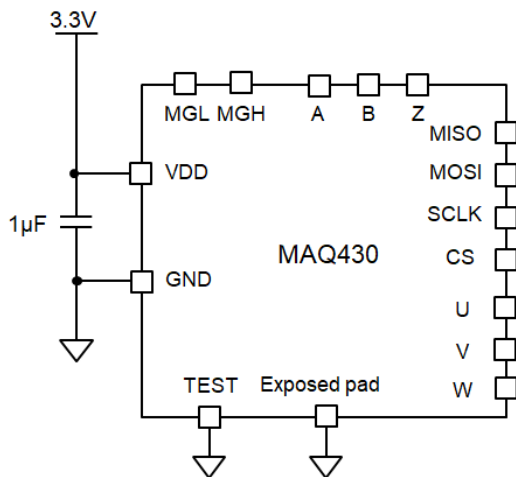 3.3V
MGL MGH A B Z
MISO
VDD
MOSI
1µF
SCLK
MAQ430
CS
GND
U
V
TEST Exposed pad
W